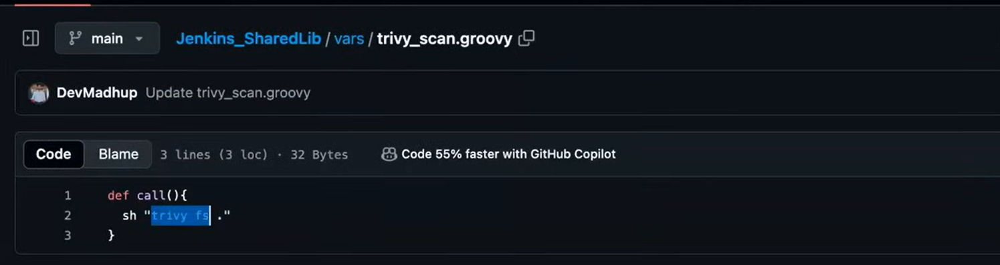 main Jenkins_SharedLib / vars / trivy_scan.groovy
DevMadhup Update trivy_scan.groovy
Code Blame 3 lines (3 loc) · 32 Bytes Code 55% faster with GitHub Copilot
1 def call(){
2 sh "trivy fs ."
3 }